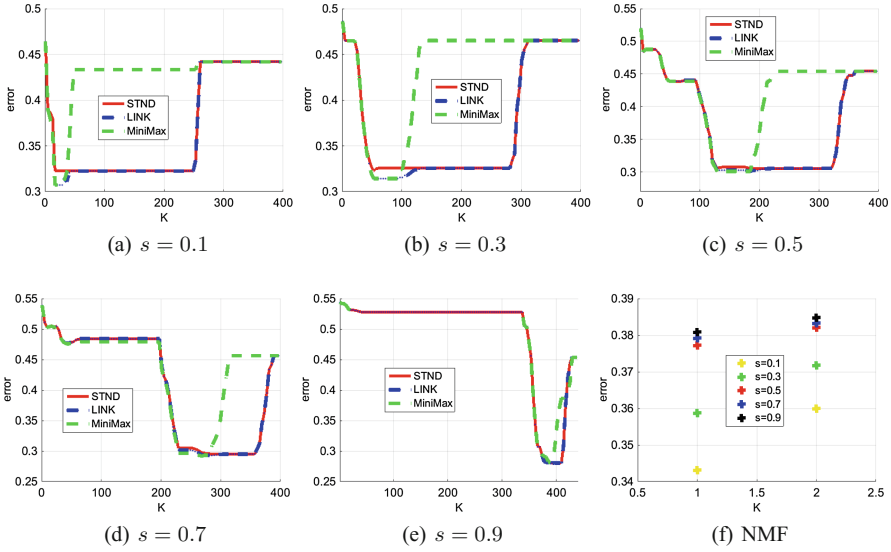 0.45
0.4
0.35
0.3
error
0 100 200 300 400
K
STND
LINK
MiniMax
(a) s = 0.1
0.45
0.4
0.35
0.3
error
0 100 200 300 400
K
STND
LINK
MiniMax
(b) s = 0.3
0.5
0.45
0.4
0.35
0.3
error
0 100 200 300 400
K
STND
LINK
MiniMax
(c) s = 0.5
0.55
0.5
0.45
0.4
0.35
0.3
0.25
error
0 100 200 300 400
K
STND
LINK
MiniMax
(d) s = 0.7
0.55
0.5
0.45
0.4
0.35
0.3
0.25
error
100 200 300 400
K
STND
LINK
MiniMax
(e) s = 0.9
0.39
0.38
0.37
0.36
0.35
0.34
error
0.5 1 1.5 2 2.5
K
s=0.1
s=0.3
s=0.5
s=0.7
s=0.9
(f) NMF